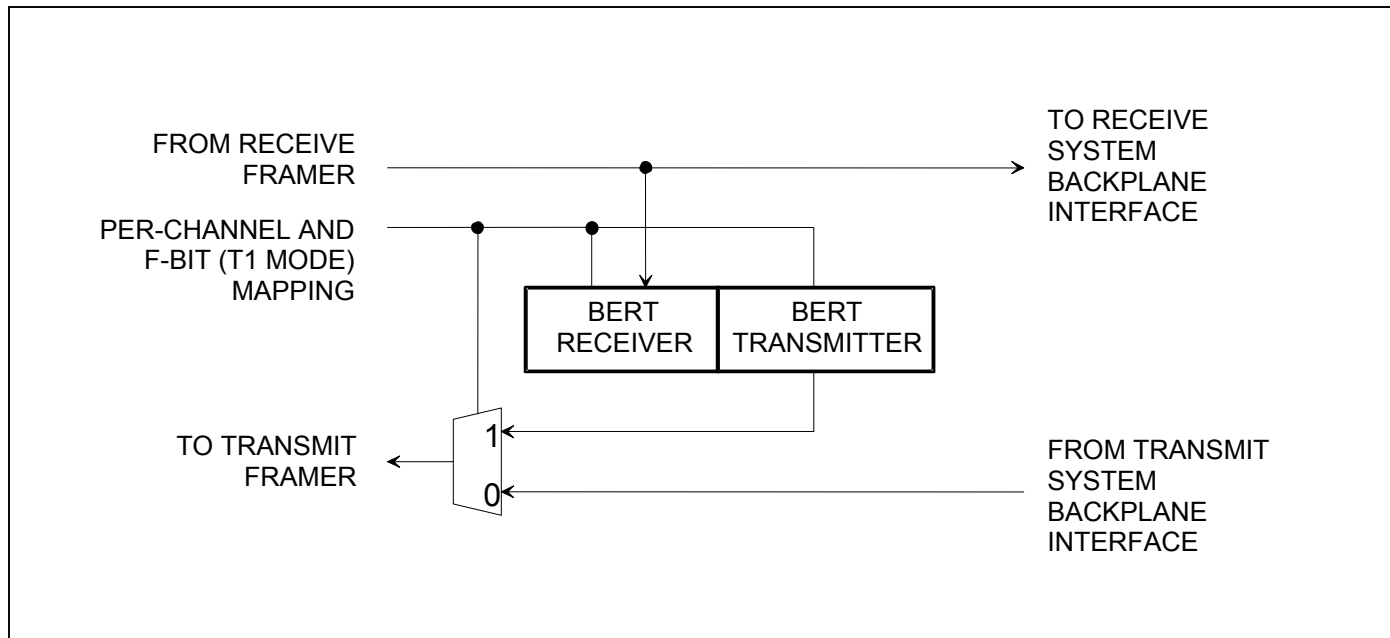 FROM RECEIVE
FRAMER
TO RECEIVE
SYSTEM
BACKPLANE
INTERFACE
PER-CHANNEL AND
F-BIT (T1 MODE)
MAPPING
BERT
RECEIVER
BERT
TRANSMITTER
TO TRANSMIT
FRAMER
1
0
FROM TRANSMIT
SYSTEM
BACKPLANE
INTERFACE